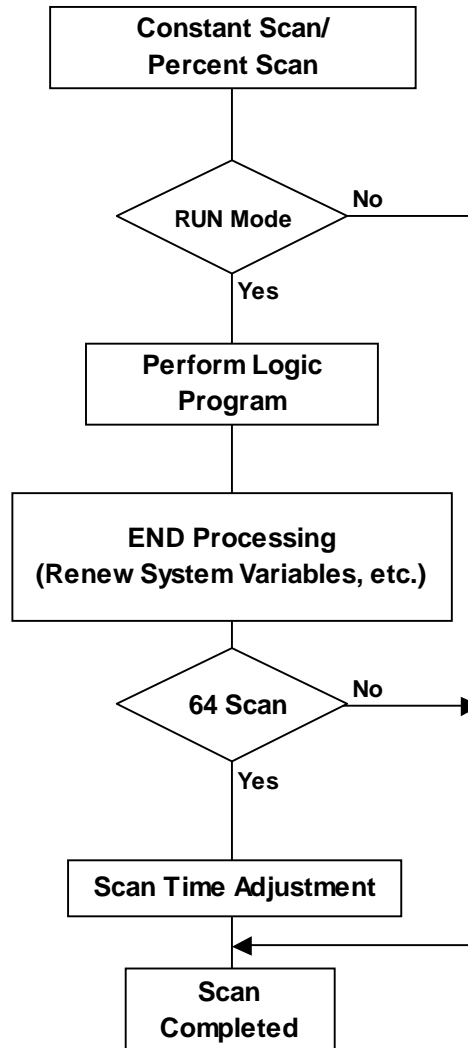 Constant Scan/
Percent Scan
RUN Mode
No
Yes
Perform Logic
Program
END Processing
(Renew System Variables, etc.)
64 Scan
No
Yes
Scan Time Adjustment
Scan
Completed